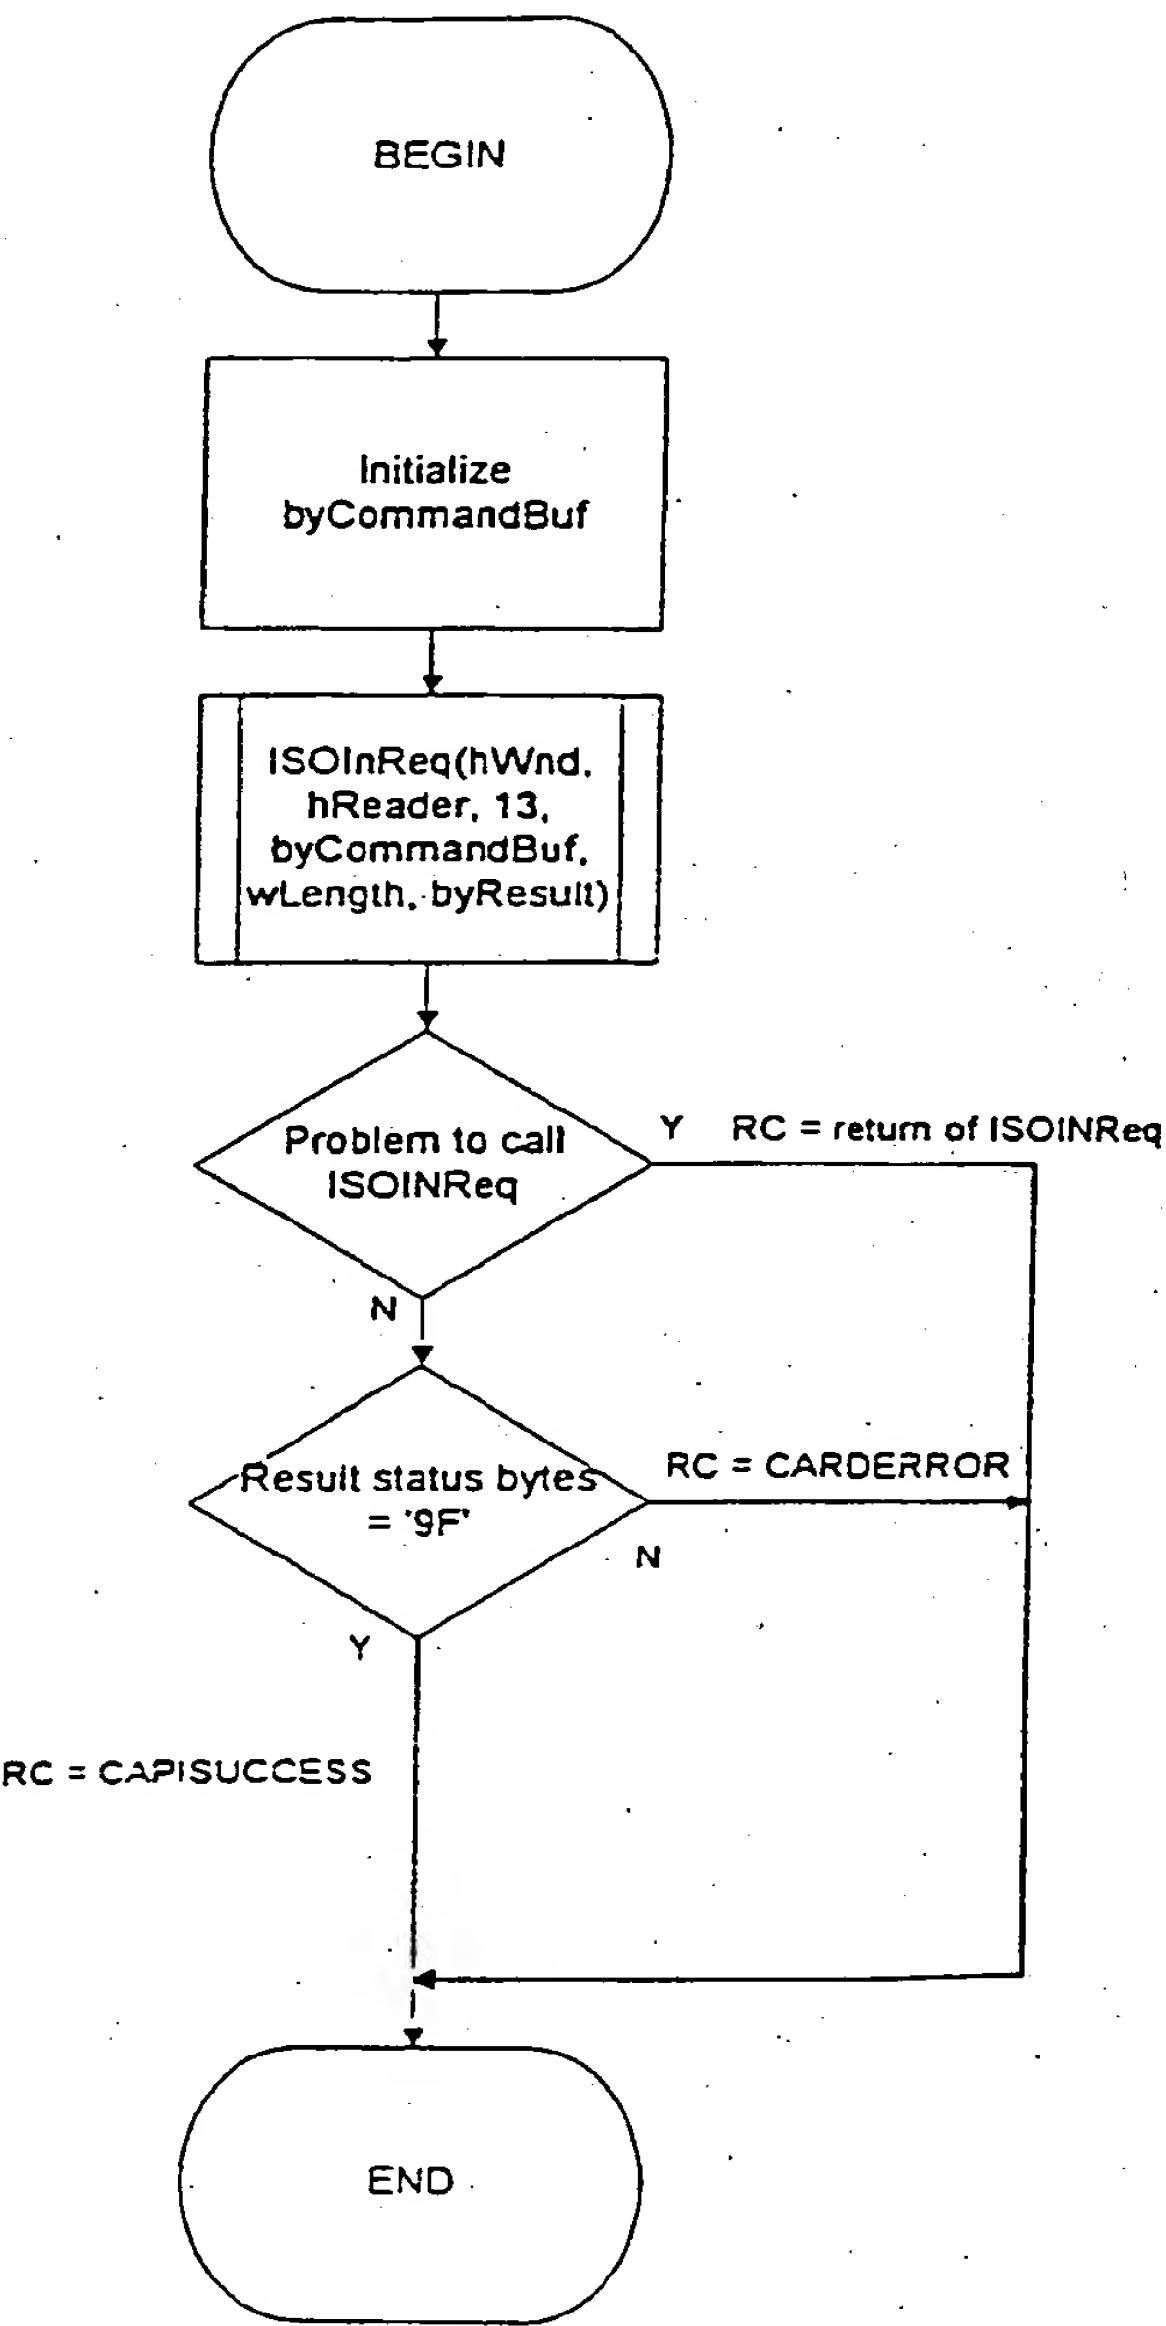 BEGIN
Initialize
byCommandBuf
ISOInReq(hWnd,
hReader, 13,
byCommandBuf,
wLength, byResult)
Problem to call
ISOINReq
Y RC = return of ISOINReq
N
Result status bytes
= '9F'
RC = CARDERROR
N
Y
RC = CAPISUCCESS
END